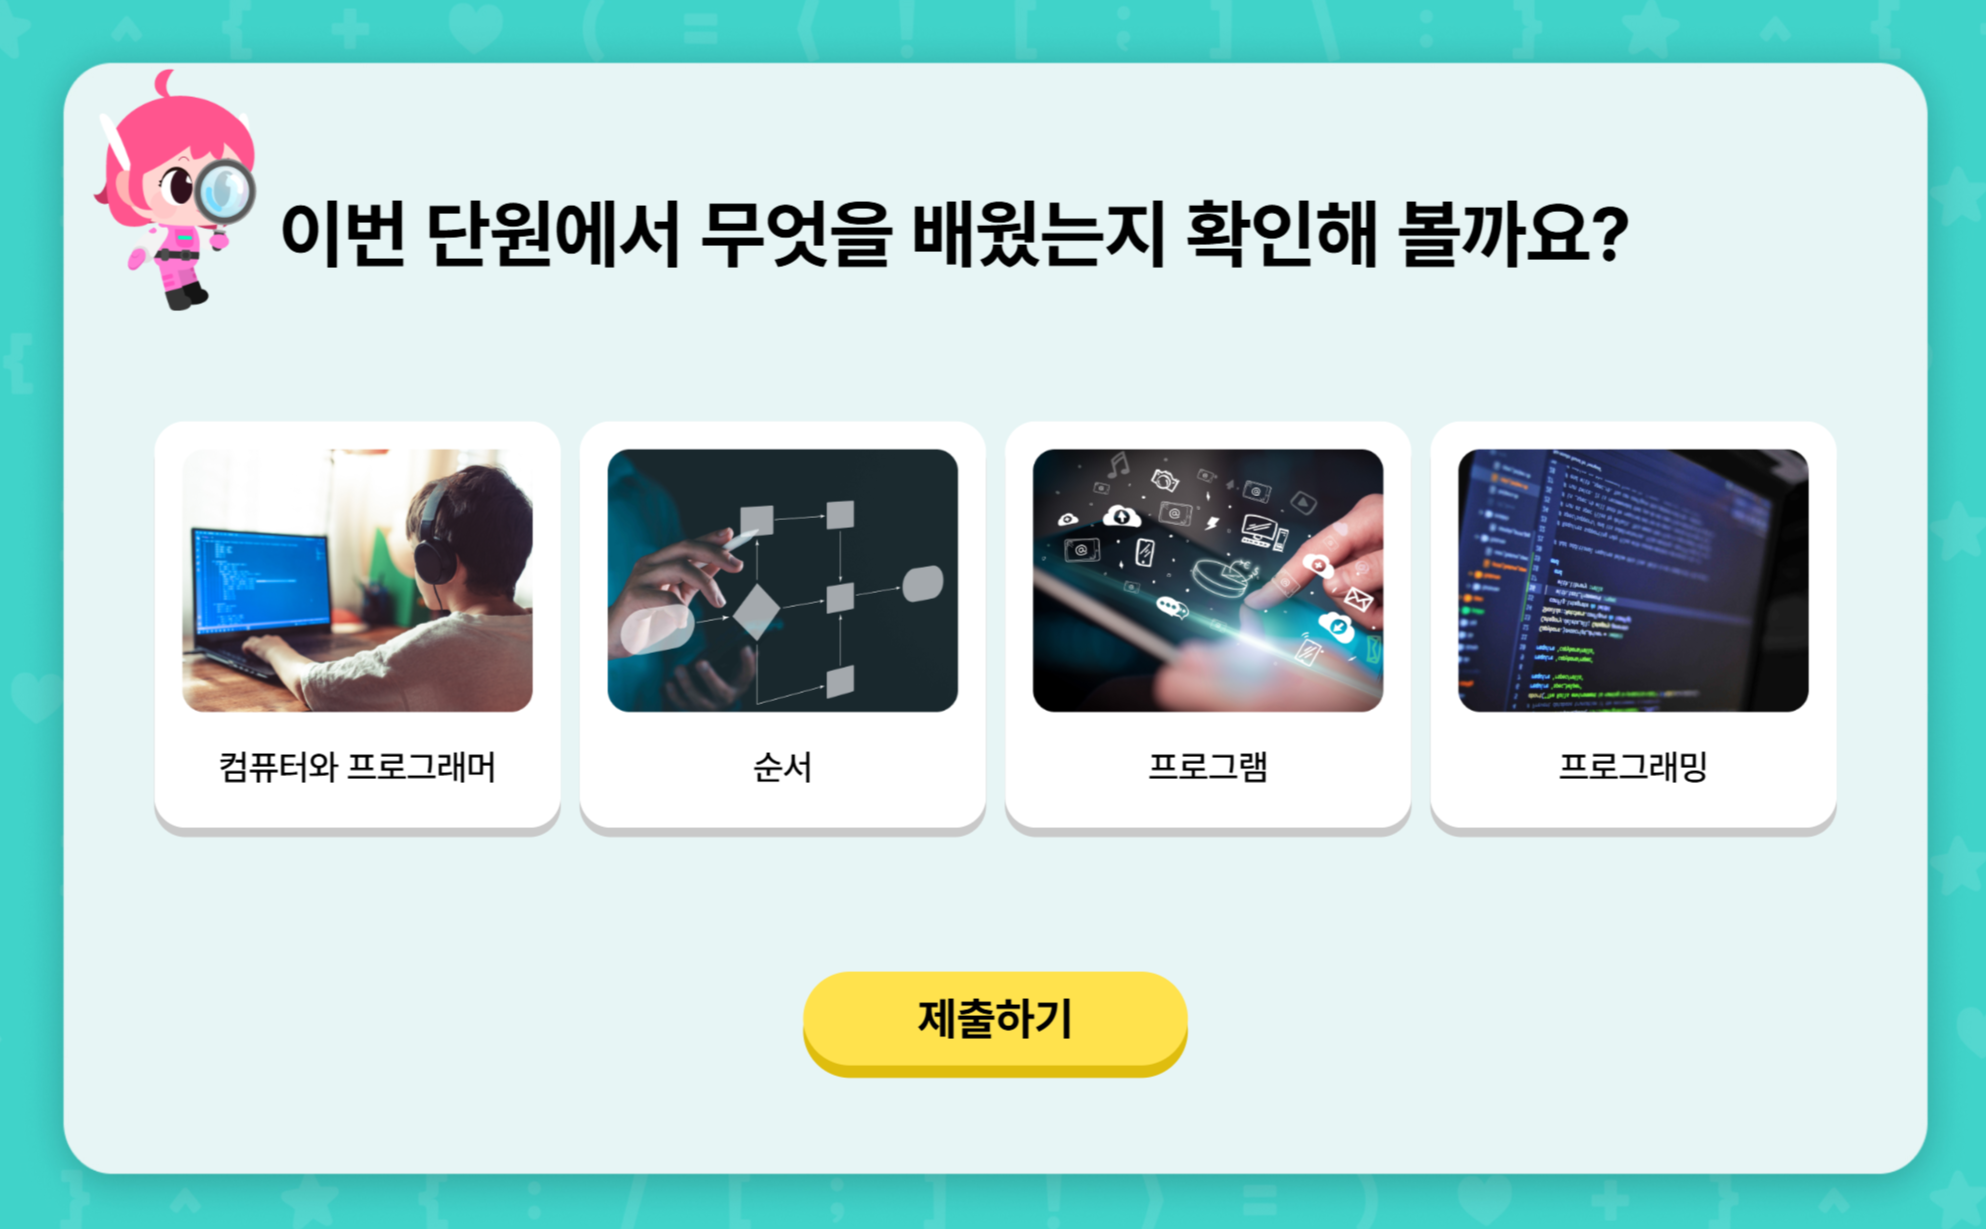 이번 단원에서 무엇을 배웠는지 확인해 볼까요?
컴퓨터와 프로그래머
순서
프로그램
프로그래밍
제출하기